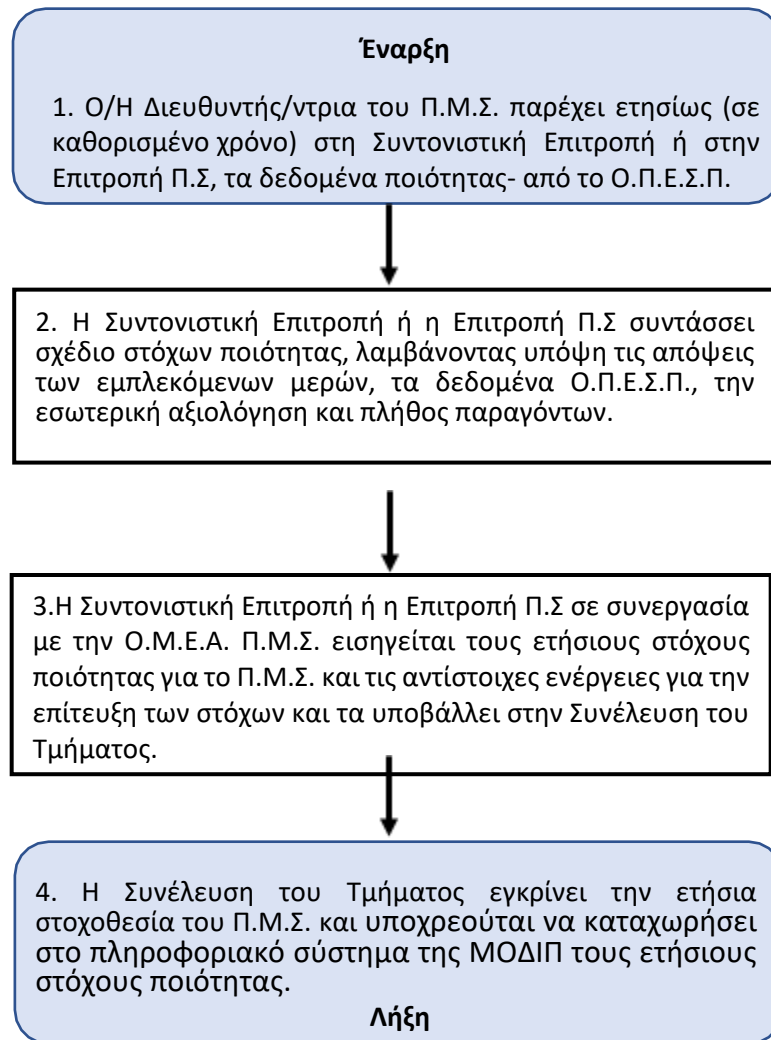 Έναρξη
1. Ο/Η Διευθυντής/ντρια του Π.Μ.Σ. παρέχει ετησίως (σε
καθορισμένο χρόνο) στη Συντονιστική Επιτροπή ή στην
Επιτροπή Π.Σ, τα δεδομένα ποιότητας- από το Ο.Π.Ε.Σ.Π.
2. Η Συντονιστική Επιτροπή ή η Επιτροπή Π.Σ συντάσσει
σχέδιο στόχων ποιότητας, λαμβάνοντας υπόψη τις απόψεις
των εμπλεκόμενων μερών, τα δεδομένα Ο.Π.Ε.Σ.Π., την
εσωτερική αξιολόγηση και πλήθος παραγόντων.
3.Η Συντονιστική Επιτροπή ή η Επιτροπή Π.Σ σε συνεργασία
με την Ο.Μ.Ε.Α. Π.Μ.Σ. εισηγείται τους ετήσιους στόχους
ποιότητας για το Π.Μ.Σ. και τις αντίστοιχες ενέργειες για την
επίτευξη των στόχων και τα υποβάλλει στην Συνέλευση του
Τμήματος.
4. Η Συνέλευση του Τμήματος εγκρίνει την ετήσια
στοχοθεσία του Π.Μ.Σ. και υποχρεούται να καταχωρήσει
στο πληροφοριακό σύστημα της ΜΟΔΙΠ τους ετήσιους
στόχους ποιότητας.
Λήξη